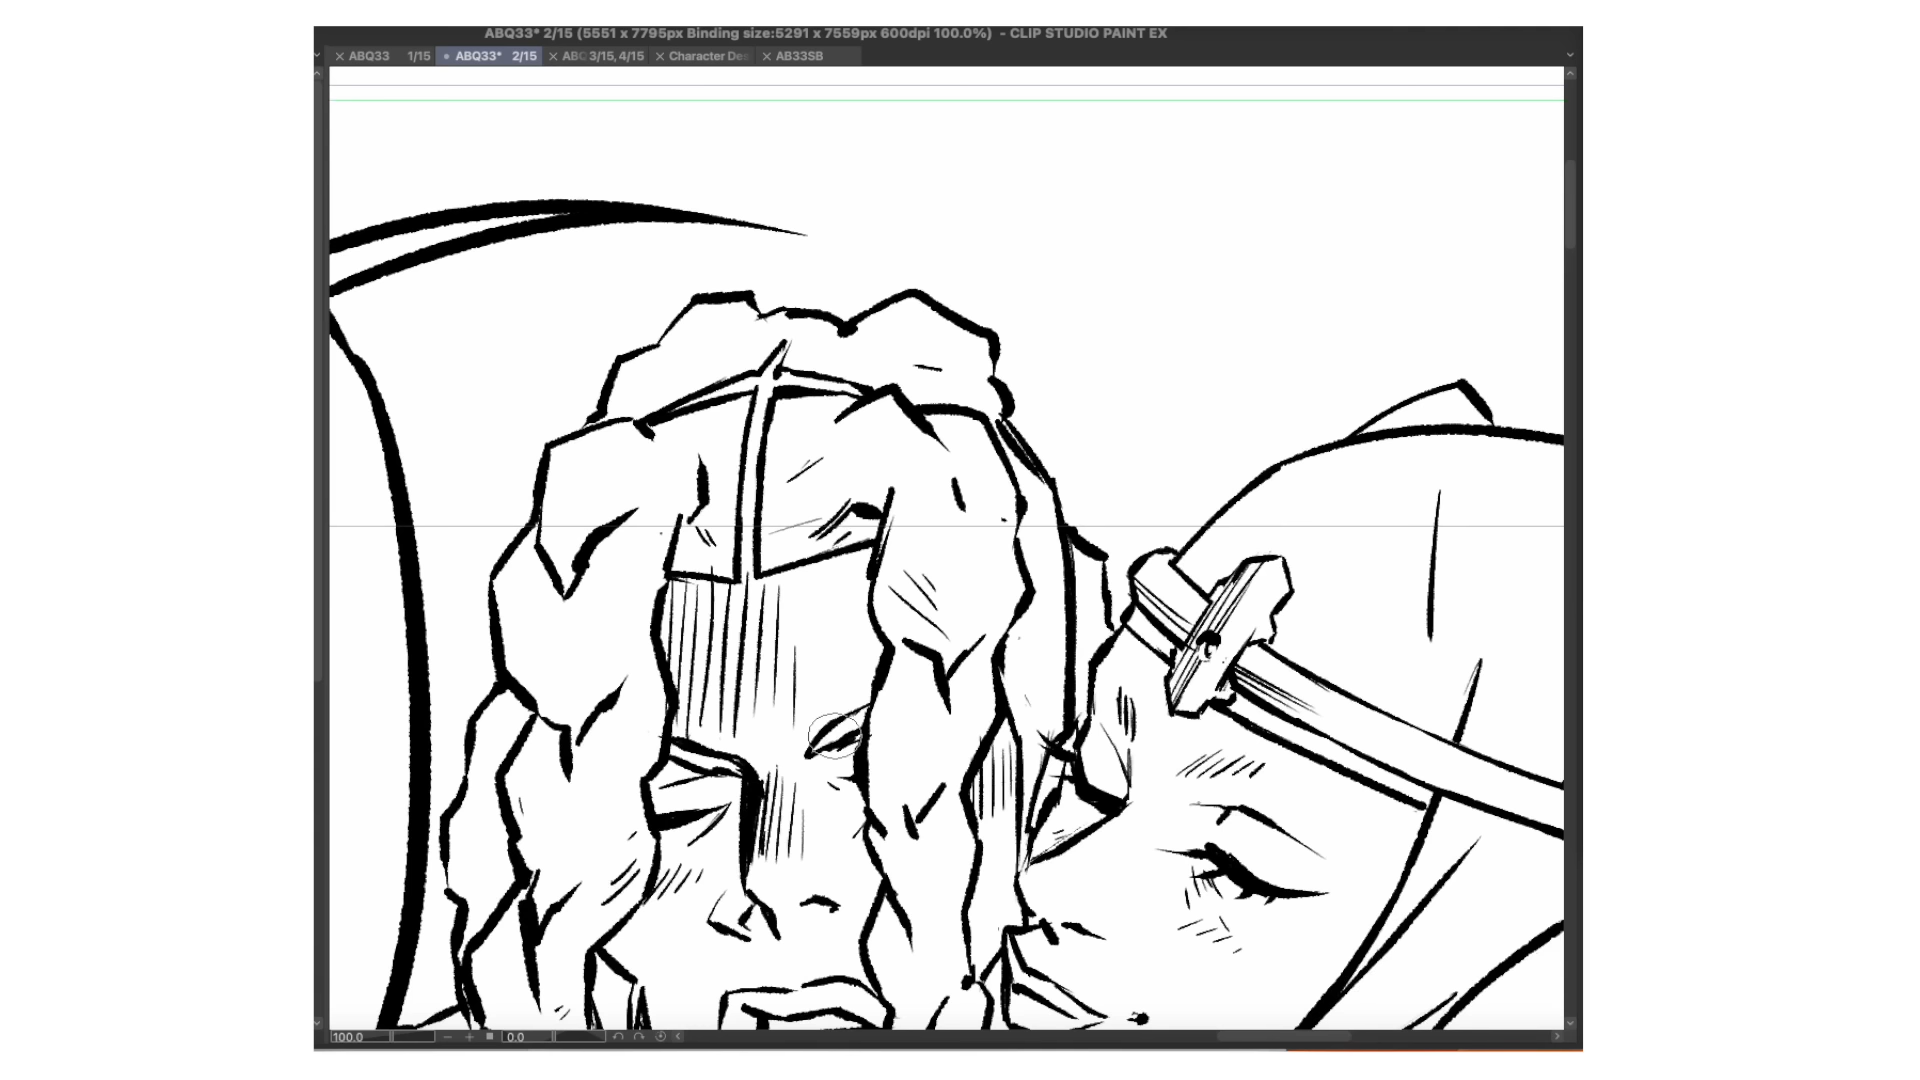 ABQ33* 2/15 (5551 x 7795px Binding size:5291 x 7559px 600dpi 100.0%) - CLIP STUDIO PAINT EX
ABQ33 1/15 ABQ33* 2/15 ABQ 3/15, 4/15 Character De AB33SB
100.0 0.0